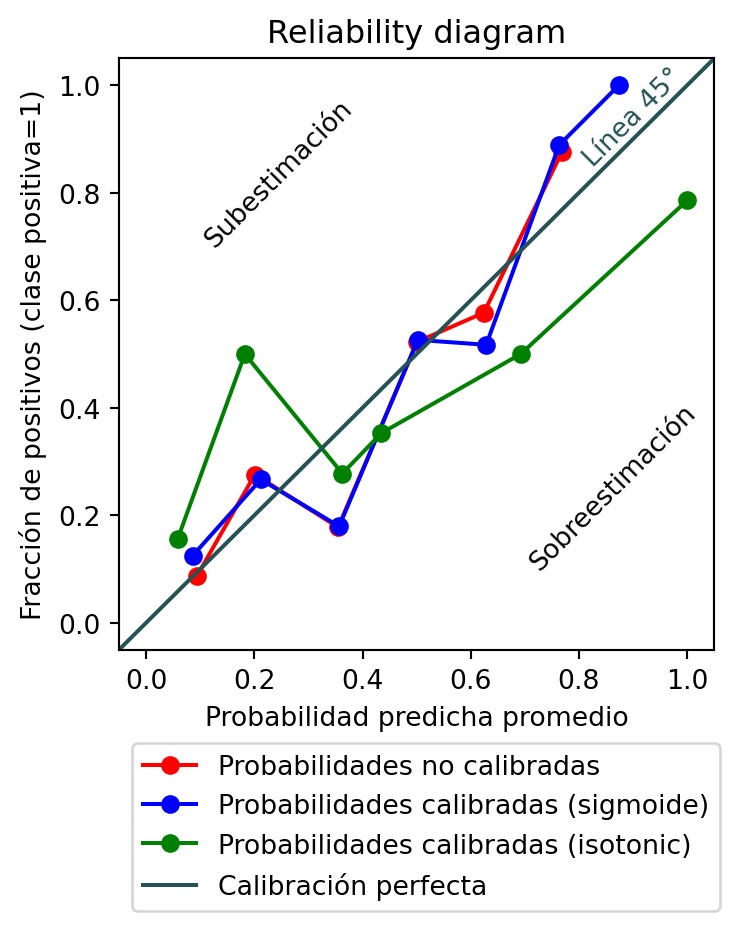 Reliability diagram
Fracción de positivos (clase positiva=1)
1.0
0.8
0.6
0.4
0.2
0.0
Subestimación
Línea 45°
Sobreestimación
0.0 0.2 0.4 0.6 0.8 1.0
Probabilidad predicha promedio
Probabilidades no calibradas
Probabilidades calibradas (sigmoide)
Probabilidades calibradas (isotonic)
Calibración perfecta